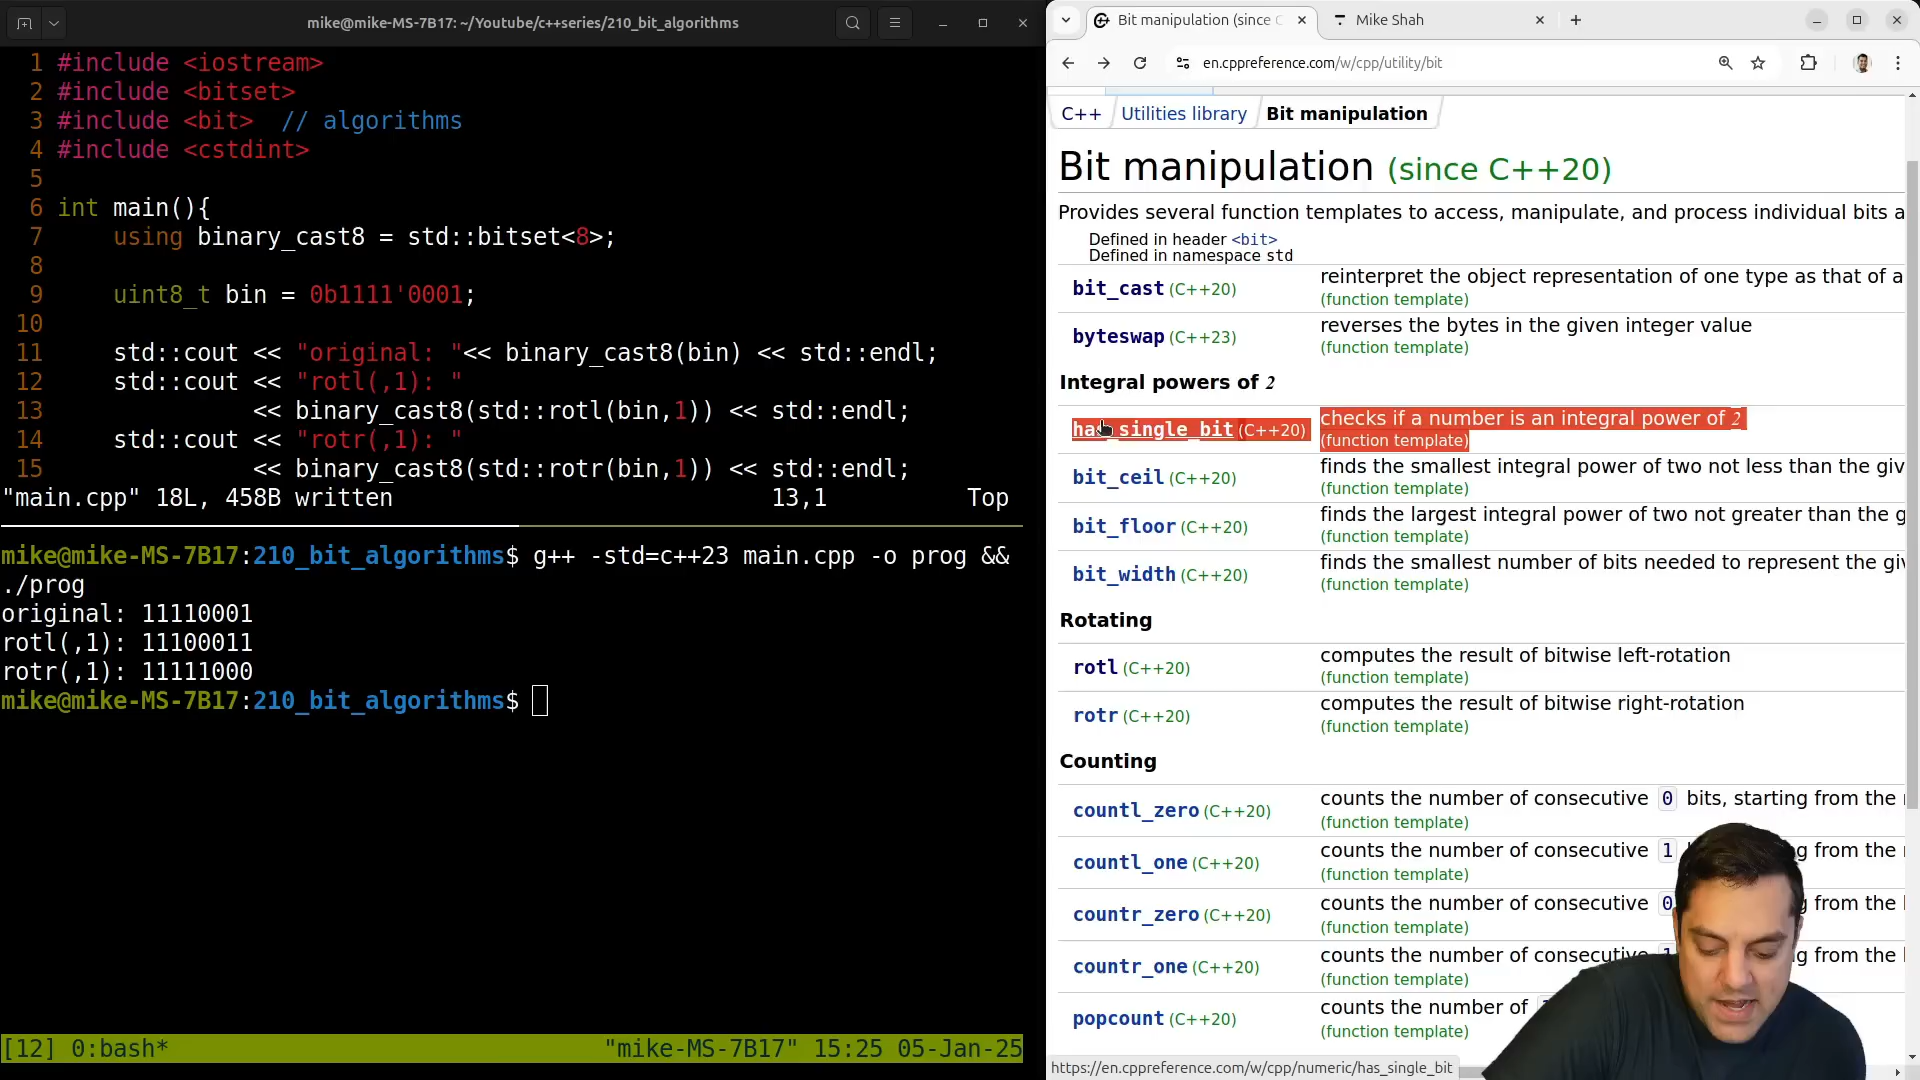 mike@mike-MS-7B17: ~/Youtube/c++series/210_bit_algorithms
1 #include <iostream>
2 #include <bitset>
3 #include <bit>  // algorithms
4 #include <cstdint>
5
6 int main(){
7     using binary_cast8 = std::bitset<8>;
8
9     uint8_t bin = 0b1111'0001;
10
11     std::cout << "original: "<< binary_cast8(bin) << std::endl;
12     std::cout << "rotl(,1): "
13               << binary_cast8(std::rotl(bin,1)) << std::endl;
14     std::cout << "rotr(,1): "
15               << binary_cast8(std::rotr(bin,1)) << std::endl;
"main.cpp" 18L, 458B written 13,1 Top
mike@mike-MS-7B17:210_bit_algorithms$ g++ -std=c++23 main.cpp -o prog &&
./prog
original: 11110001
rotl(,1): 11100011
rotr(,1): 11111000
mike@mike-MS-7B17:210_bit_algorithms$
[12] 0:bash* "mike-MS-7B17" 15:25 05-Jan-25
Bit manipulation (since C
Mike Shah
en.cppreference.com/w/cpp/utility/bit
C++ Utilities library Bit manipulation
Bit manipulation (since C++20)
Provides several function templates to access, manipulate, and process individual bits a
Defined in header <bit>
Defined in namespace std
bit_cast (C++20) reinterpret the object representation of one type as that of a
(function template)
byteswap (C++23) reverses the bytes in the given integer value
(function template)
Integral powers of 2
has_single_bit (C++20) checks if a number is an integral power of 2
(function template)
bit_ceil (C++20) finds the smallest integral power of two not less than the giv
(function template)
bit_floor (C++20) finds the largest integral power of two not greater than the g
(function template)
bit_width (C++20) finds the smallest number of bits needed to represent the giv
(function template)
Rotating
rotl (C++20) computes the result of bitwise left-rotation
(function template)
rotr (C++20) computes the result of bitwise right-rotation
(function template)
Counting
countl_zero (C++20) counts the number of consecutive 0 bits, starting from the
(function template)
countl_one (C++20) counts the number of consecutive 1 from the
(function template)
countr_zero (C++20) counts the number of consecutive 0 from the
(function template)
countr_one (C++20) counts the number of consecutive from the
(function template)
popcount (C++20) counts the number of
(function template)
https://en.cppreference.com/w/cpp/numeric/has_single_bit